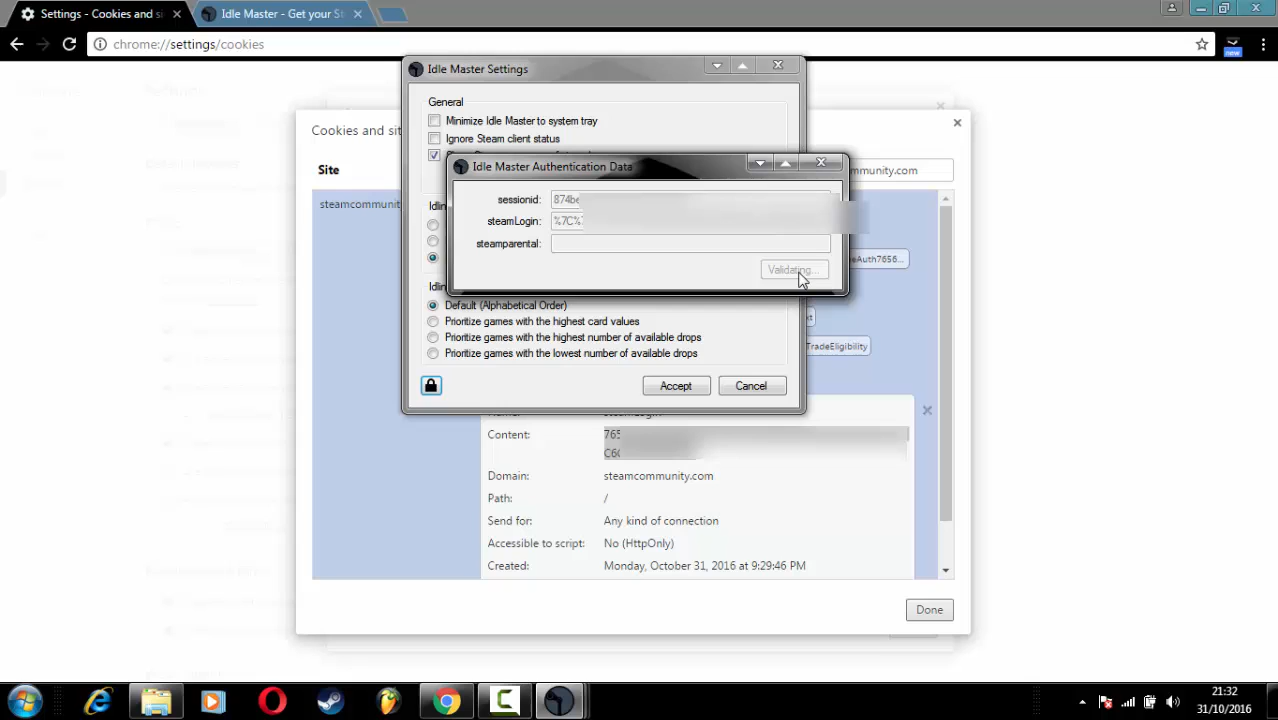 Settings - Cookies and si
Idle Master - Get your St
chrome://settings/cookies
new
Idle Master Settings
General
Minimize Idle Master to system tray
Ignore Steam client status
Idle Master Authentication Data
sessionid: 874be
steamLogin: %7C%
steamparental:
Validating...
Idlin
Idlin
Default (Alphabetical Order)
Prioritize games with the highest card values
Prioritize games with the highest number of available drops
Prioritize games with the lowest number of available drops
Accept
Cancel
Cookies and sit
mmunity.com
Site
steamcommunit
eAuth7656...
xt
TradeEligibility
Content: 765
C60
Domain: steamcommunity.com
Path: /
Send for: Any kind of connection
Accessible to script: No (HttpOnly)
Created: Monday, October 31, 2016 at 9:29:46 PM
Done
21:32
31/10/2016